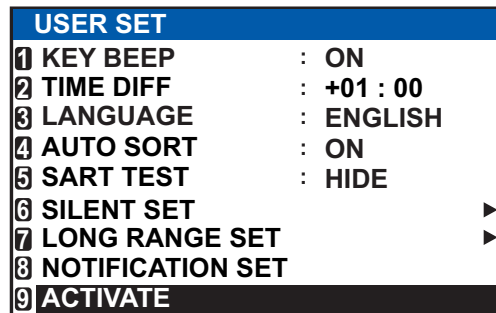 USER SET
1 KEY BEEP : ON
2 TIME DIFF : +01 : 00
3 LANGUAGE : ENGLISH
4 AUTO SORT : ON
5 SART TEST : HIDE
6 SILENT SET ▶
7 LONG RANGE SET ▶
8 NOTIFICATION SET
9 ACTIVATE